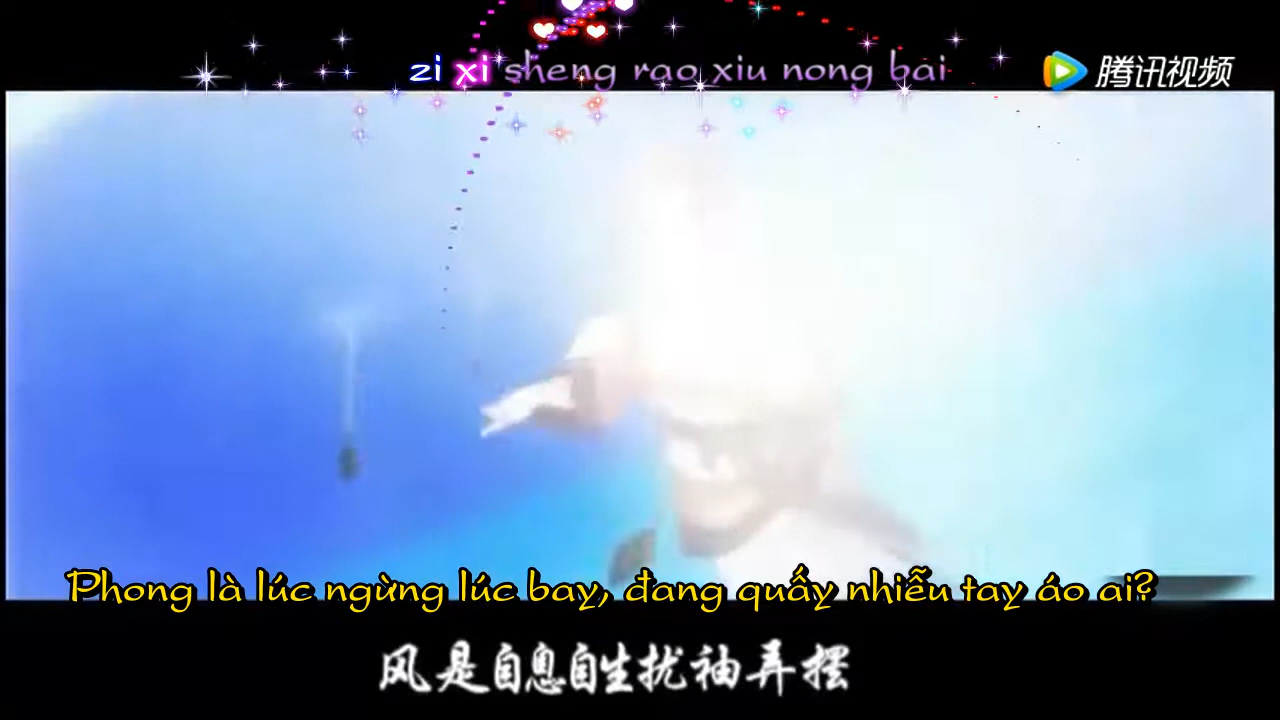 zi xi sheng rao xiu nong bai
腾讯视频
Phong là lúc ngừng lúc bay, đang quấy nhiễu tay áo ai?
风是自息自生扰袖弄摆